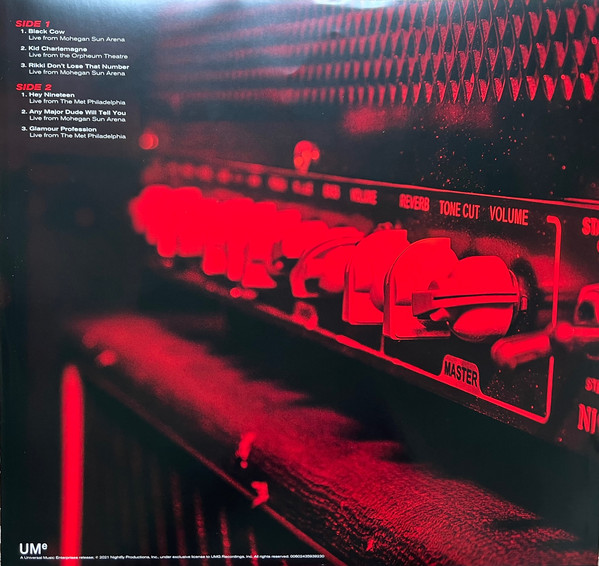 SIDE 1
1. Black Cow
Live from Mohegan Sun Arena
2. Kid Charlemagne
Live from the Orpheum Theatre
3. Rikki Don't Lose That Number
Live from Mohegan Sun Arena
SIDE 2
1. Hey Nineteen
Live from The Met Philadelphia
2. Any Major Dude Will Tell You
Live from Mohegan Sun Arena
3. Glamour Profession
Live from The Met Philadelphia
VOLUME REVERB TONE CUT VOLUME
MASTER
UMe
A Universal Music Enterprises release. ℗ 2021 Nightfly Productions, Inc., under exclusive license to UMG Recordings, Inc. All rights reserved.